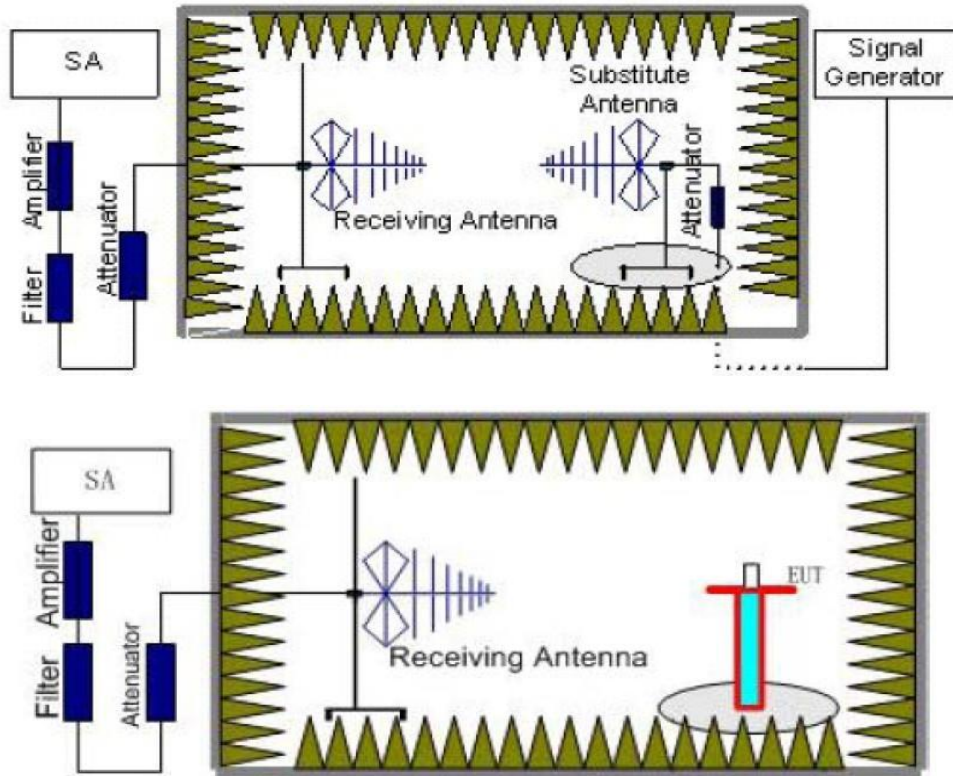 SA
Signal
Generator
Substitute
Antenna
Amplifier
Attenuator
Filter
Receiving Antenna
Attenuator
SA
Amplifier
Filter
Attenuator
Receiving Antenna
EUT